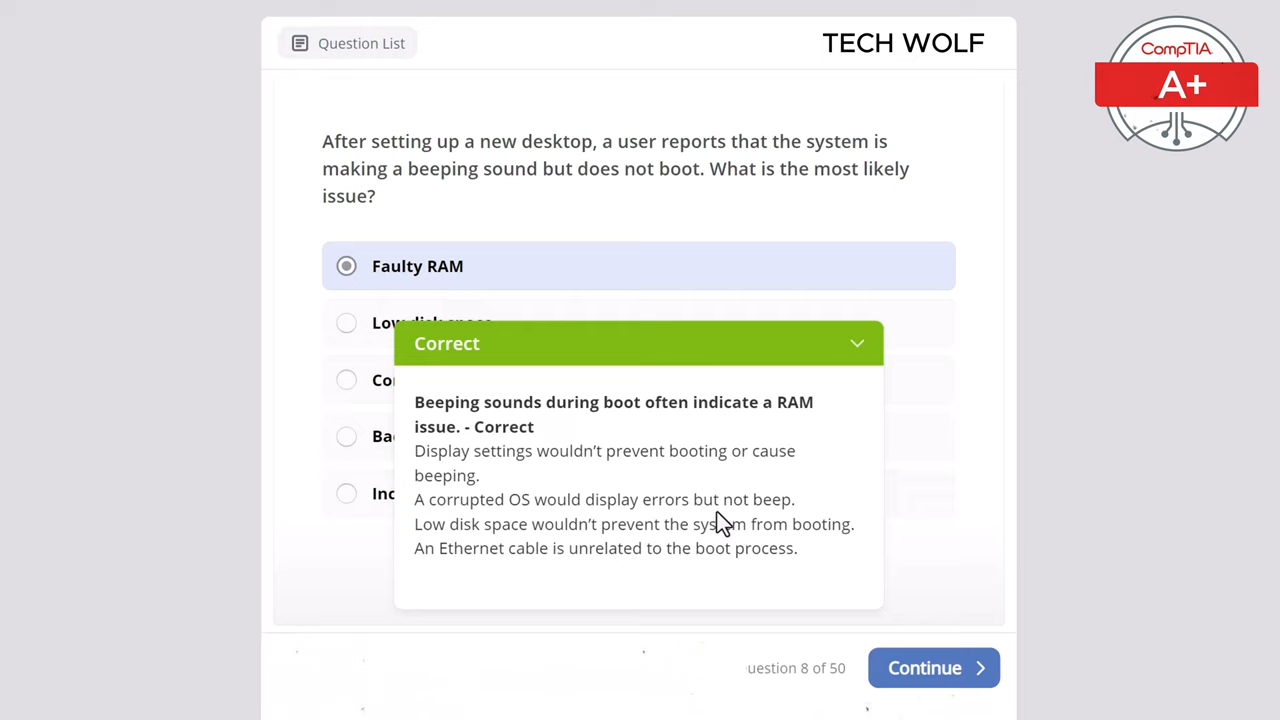 Question List
TECH WOLF
CompTIA
A+
After setting up a new desktop, a user reports that the system is
making a beeping sound but does not boot. What is the most likely
issue?
Faulty RAM
Correct
Beeping sounds during boot often indicate a RAM
issue. - Correct
Display settings wouldn't prevent booting or cause
beeping.
A corrupted OS would display errors but not beep.
Low disk space wouldn't prevent the system from booting.
An Ethernet cable is unrelated to the boot process.
uestion 8 of 50
Continue